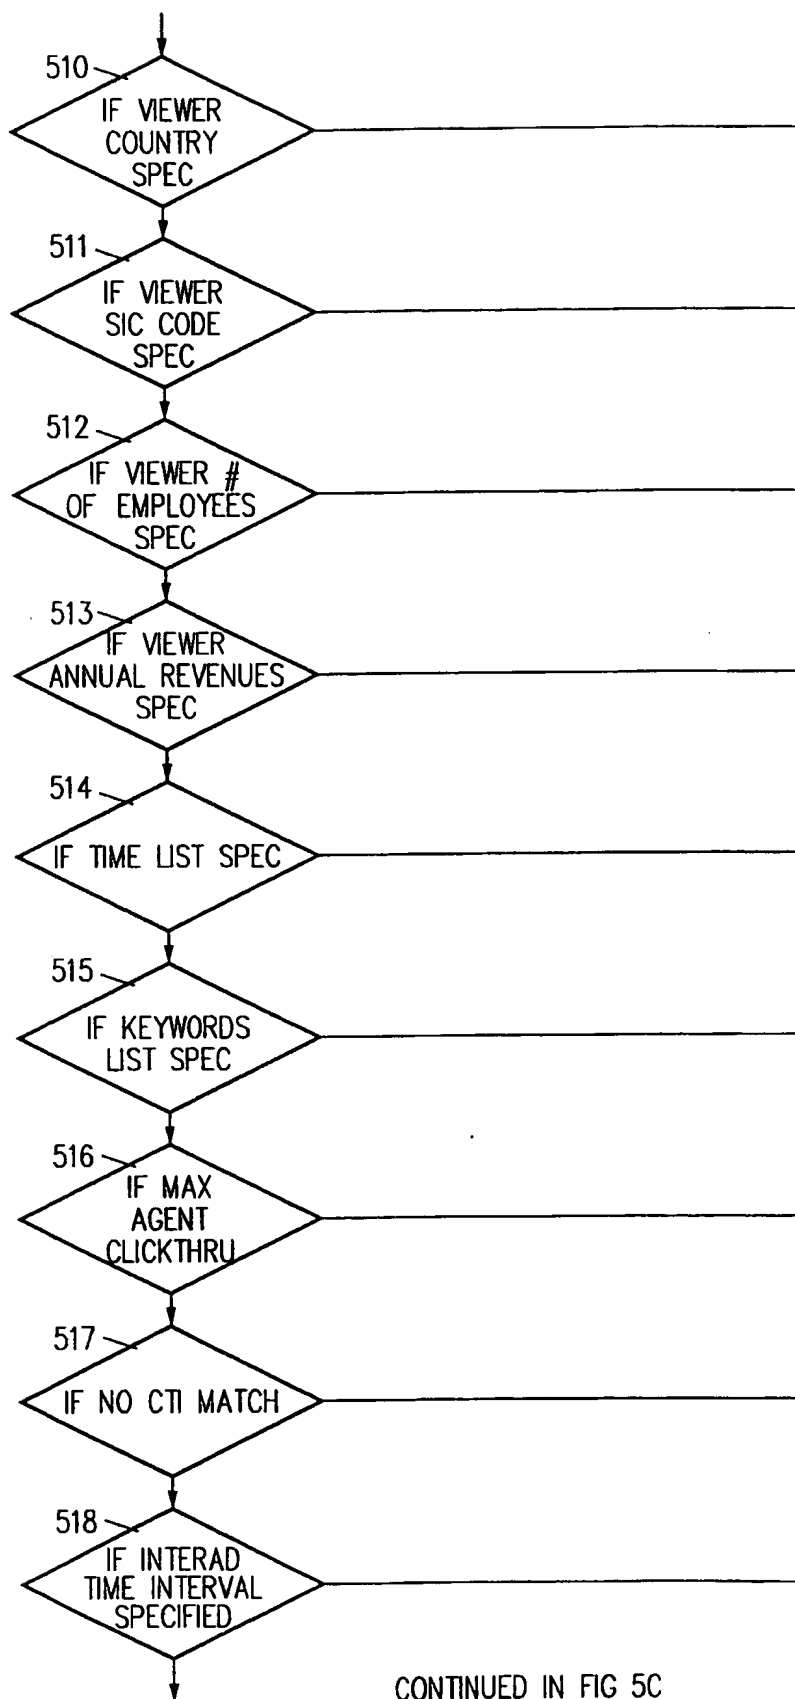 510
IF VIEWER
COUNTRY
SPEC
511
IF VIEWER
SIC CODE
SPEC
512
IF VIEWER #
OF EMPLOYEES
SPEC
513
IF VIEWER
ANNUAL REVENUES
SPEC
514
IF TIME LIST SPEC
515
IF KEYWORDS
LIST SPEC
516
IF MAX
AGENT
CLICKTHRU
517
IF NO CTI MATCH
518
IF INTERAD
TIME INTERVAL
SPECIFIED
CONTINUED IN FIG 5C